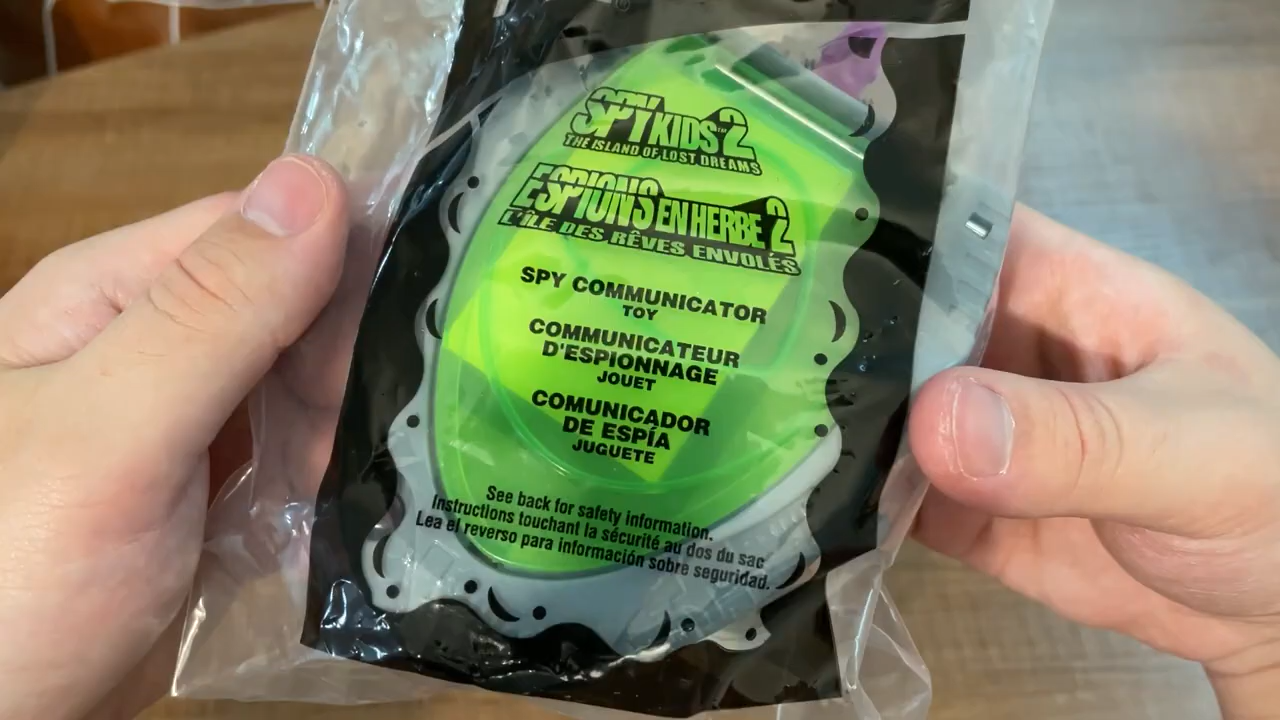 SPY KIDS™ 2
THE ISLAND OF LOST DREAMS
ESPIONS EN HERBE 2
L'ÎLE DES RÊVES ENVOLÉS
SPY COMMUNICATOR
TOY
COMMUNICATEUR
D'ESPIONNAGE
JOUET
COMUNICADOR
DE ESPÍA
JUGUETE
See back for safety information.
Instructions touchant la sécurité au dos du sac
Lea el reverso para información sobre seguridad.